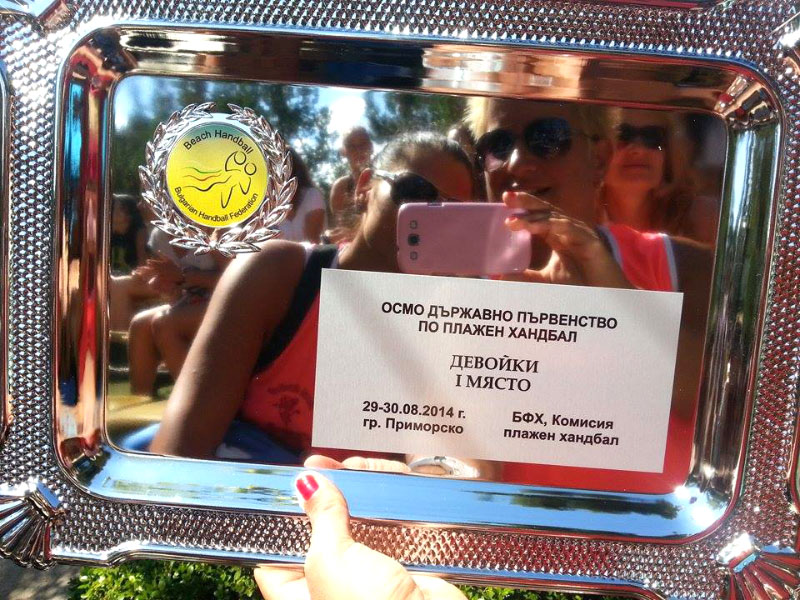 Beach Handball
Bulgarian Handball Federation
ОСМО ДЪРЖАВНО ПЪРВЕНСТВО
ПО ПЛАЖЕН ХАНДБАЛ
ДЕВОЙКИ
I МЯСТО
29-30.08.2014 г.
гр. Приморско
БФХ, Комисия
плажен хандбал